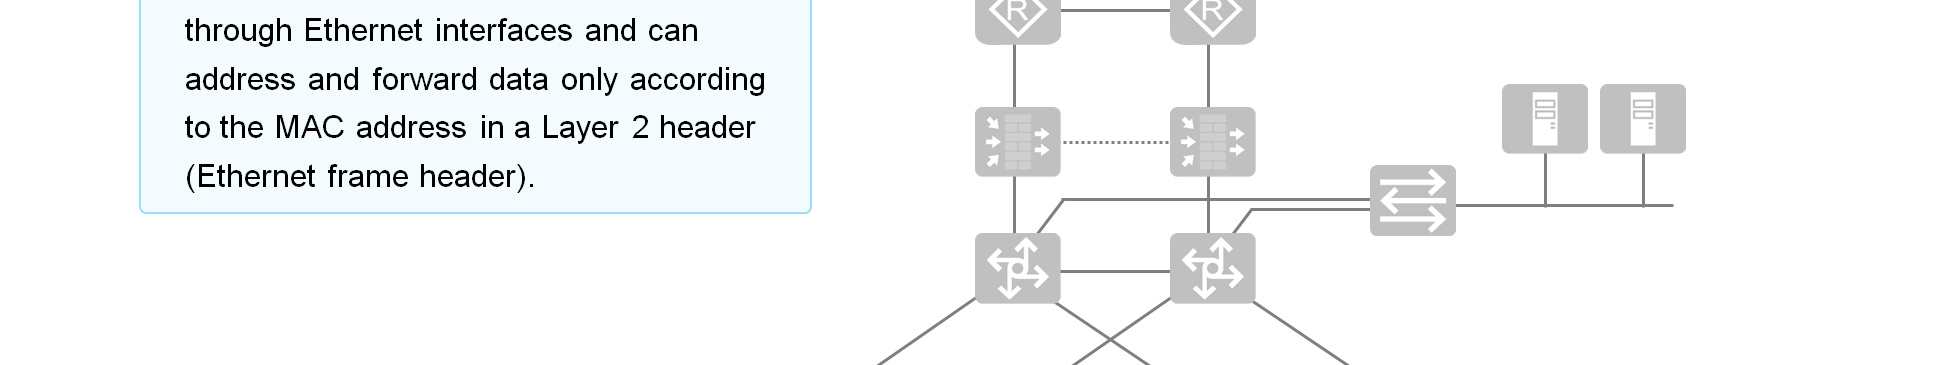 through Ethernet interfaces and can
address and forward data only according
to the MAC address in a Layer 2 header
(Ethernet frame header).
R
R